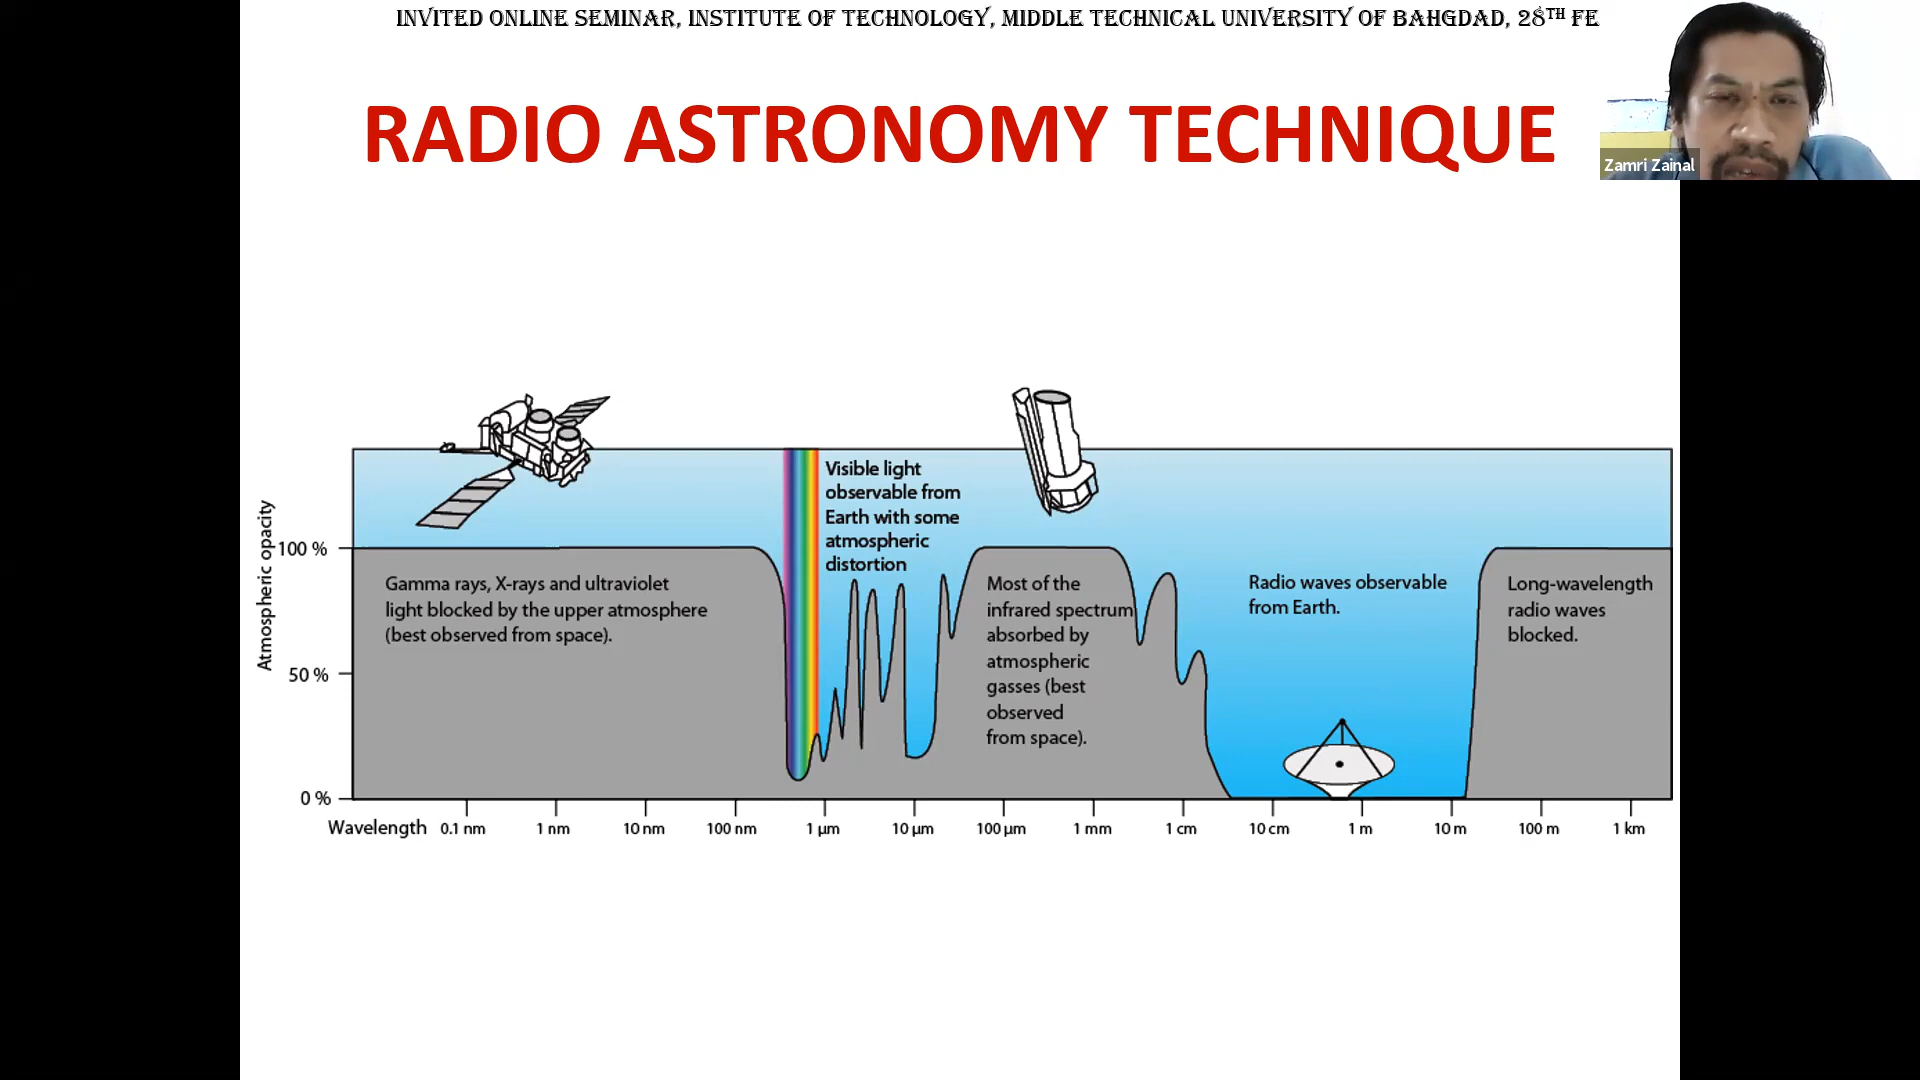 INVITED ONLINE SEMINAR, INSTITUTE OF TECHNOLOGY, MIDDLE TECHNICAL UNIVERSITY OF BAHGDAD, 28TH FE
RADIO ASTRONOMY TECHNIQUE
Zamri Zainal
Visible light
observable from
Earth with some
atmospheric
distortion
Atmospheric opacity
100 %
50 %
0 %
Gamma rays, X-rays and ultraviolet
light blocked by the upper atmosphere
(best observed from space).
Most of the
infrared spectrum
absorbed by
atmospheric
gasses (best
observed
from space).
Radio waves observable
from Earth.
Long-wavelength
radio waves
blocked.
Wavelength 0.1 nm 1 nm 10 nm 100 nm 1 µm 10 µm 100 µm 1 mm 1 cm 10 cm 1 m 10 m 100 m 1 km